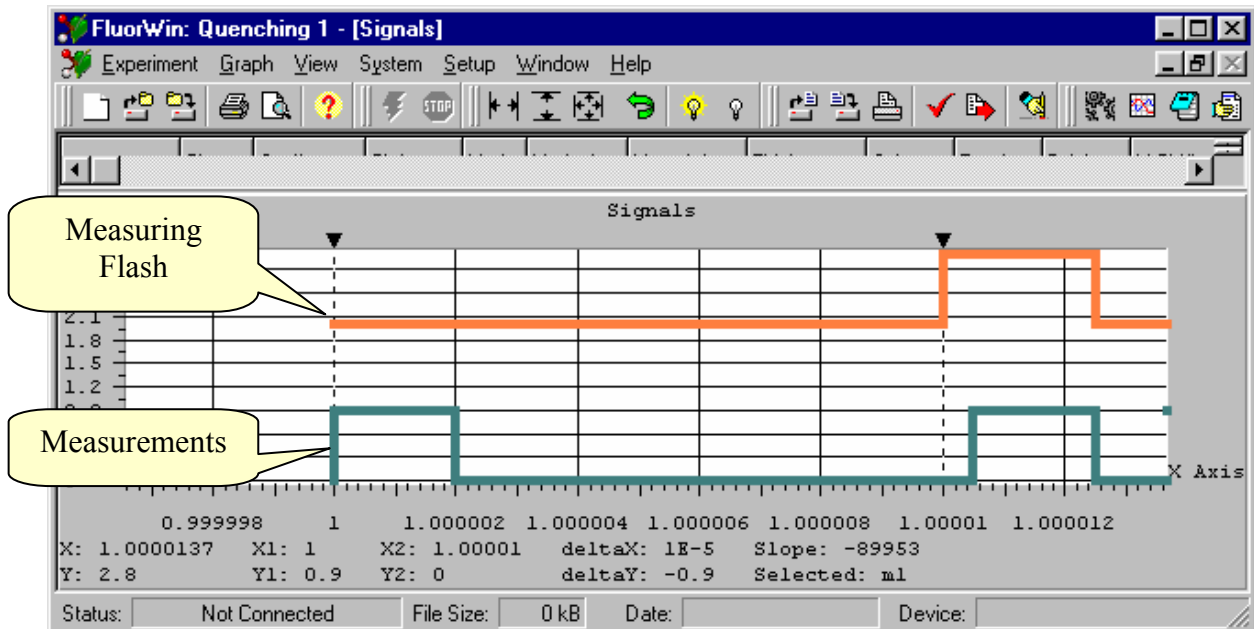 FluorWin: Quenching 1 - [Signals]
Experiment Graph View System Setup Window Help
STOP
Signals
Measuring
Flash
2.1
1.8
1.5
1.2
Measurements
X Axis
0.999998 1 1.000002 1.000004 1.000006 1.000008 1.00001 1.000012
X: 1.0000137 X1: 1 X2: 1.00001 deltaX: 1E-5 Slope: -89953
Y: 2.8 Y1: 0.9 Y2: 0 deltaY: -0.9 Selected: ml
Status: Not Connected File Size: 0 kB Date: Device: